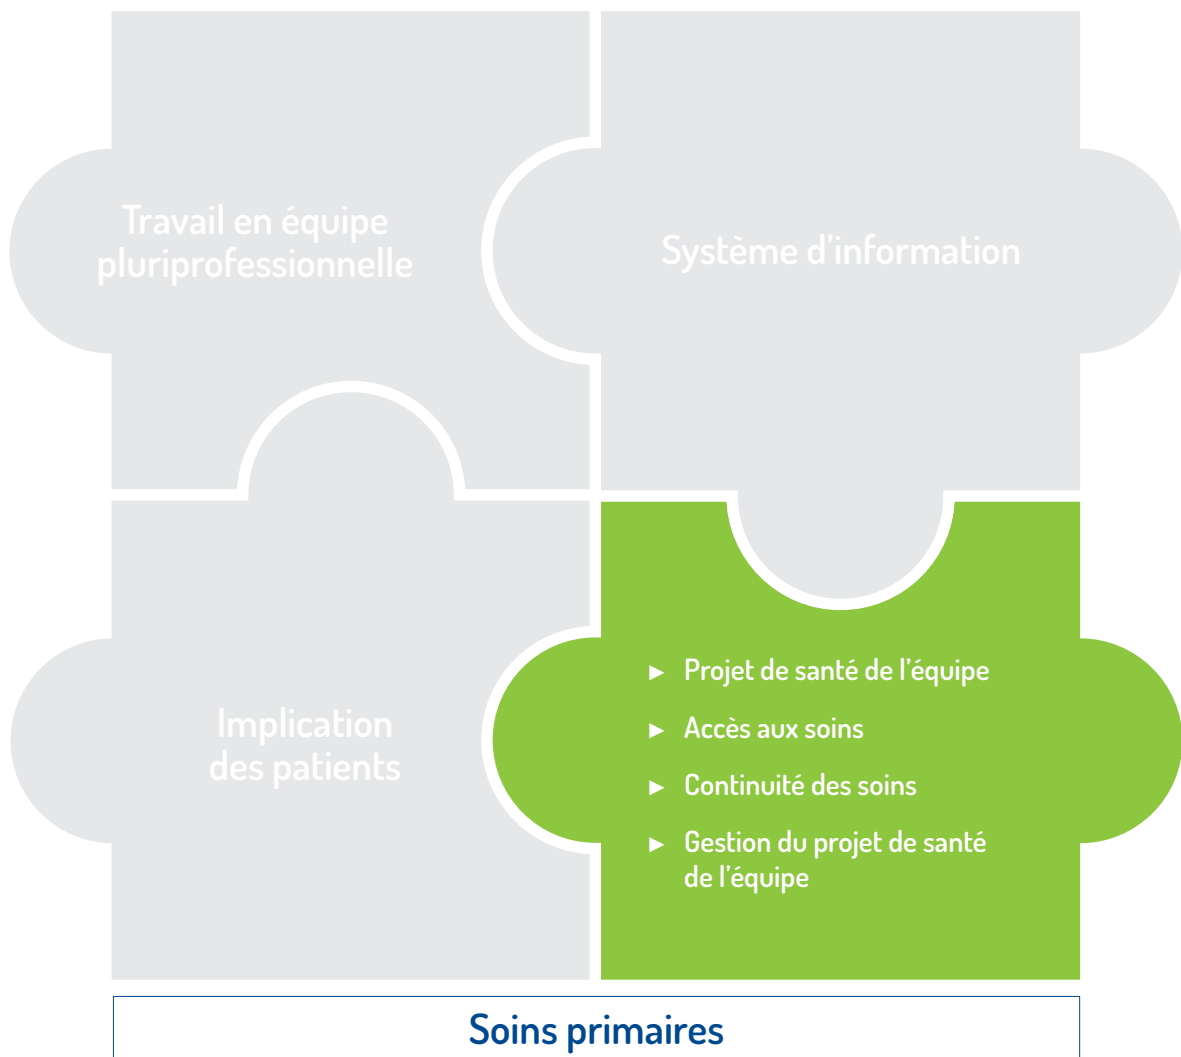 Travail en équipe
pluriprofessionnelle
Système d’information
Implication
des patients
► Projet de santé de l’équipe
► Accès aux soins
► Continuité des soins
► Gestion du projet de santé
de l’équipe
Soins primaires